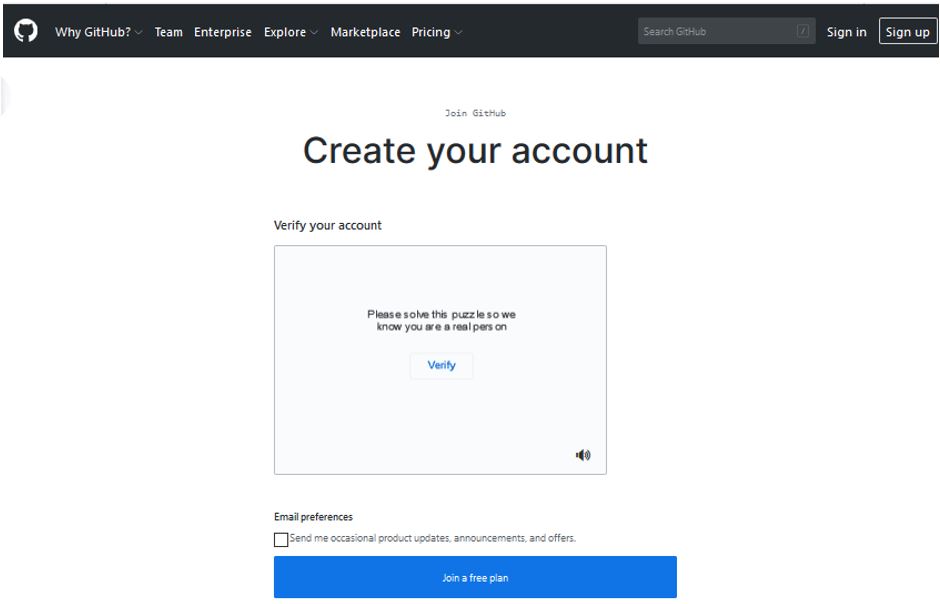 Why GitHub? Team Enterprise Explore Marketplace Pricing Search GitHub / Sign in Sign up
Join GitHub
Create your account
Verify your account
Please solve this puzzle so we
know you are a real person
Verify
Email preferences
Send me occasional product updates, announcements, and offers.
Join a free plan